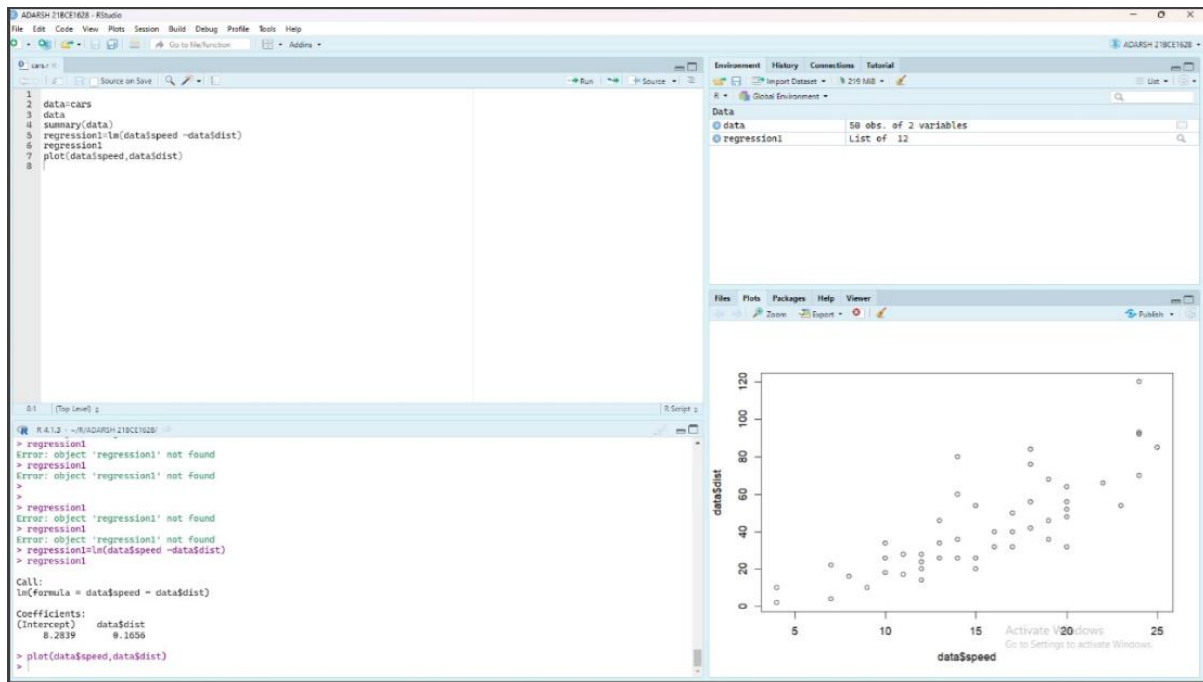 ADARSH 21BCE1628 - RStudio
File Edit Code View Plots Session Build Debug Profile Tools Help
Go to file/function Addins
ADARSH 21BCE1628
cars.r
Source on Save
Run Source
1
2 data=cars
3 data
4 summary(data)
5 regression1=lm(data$speed ~data$dist)
6 regression1
7 plot(data$speed,data$dist)
8
8:1 (Top Level) R Script
R 4.1.3 · ~/R/ADARSH 21BCE1628/
> regression1
Error: object 'regression1' not found
> regression1
Error: object 'regression1' not found
>
>
> regression1
Error: object 'regression1' not found
> regression1
Error: object 'regression1' not found
> regression1=lm(data$speed ~data$dist)
> regression1
Call:
lm(formula = data$speed ~ data$dist)
Coefficients:
(Intercept) data$dist
8.2839 0.1656
> plot(data$speed,data$dist)
>
Environment History Connections Tutorial
Import Dataset 219 MiB List
R Global Environment
Data
data 50 obs. of 2 variables
regression1 List of 12
Files Plots Packages Help Viewer
Zoom Export Publish
data$dist
120
100
80
60
40
20
0
5 10 15 20 25
data$speed
Activate Windows
Go to Settings to activate Windows.